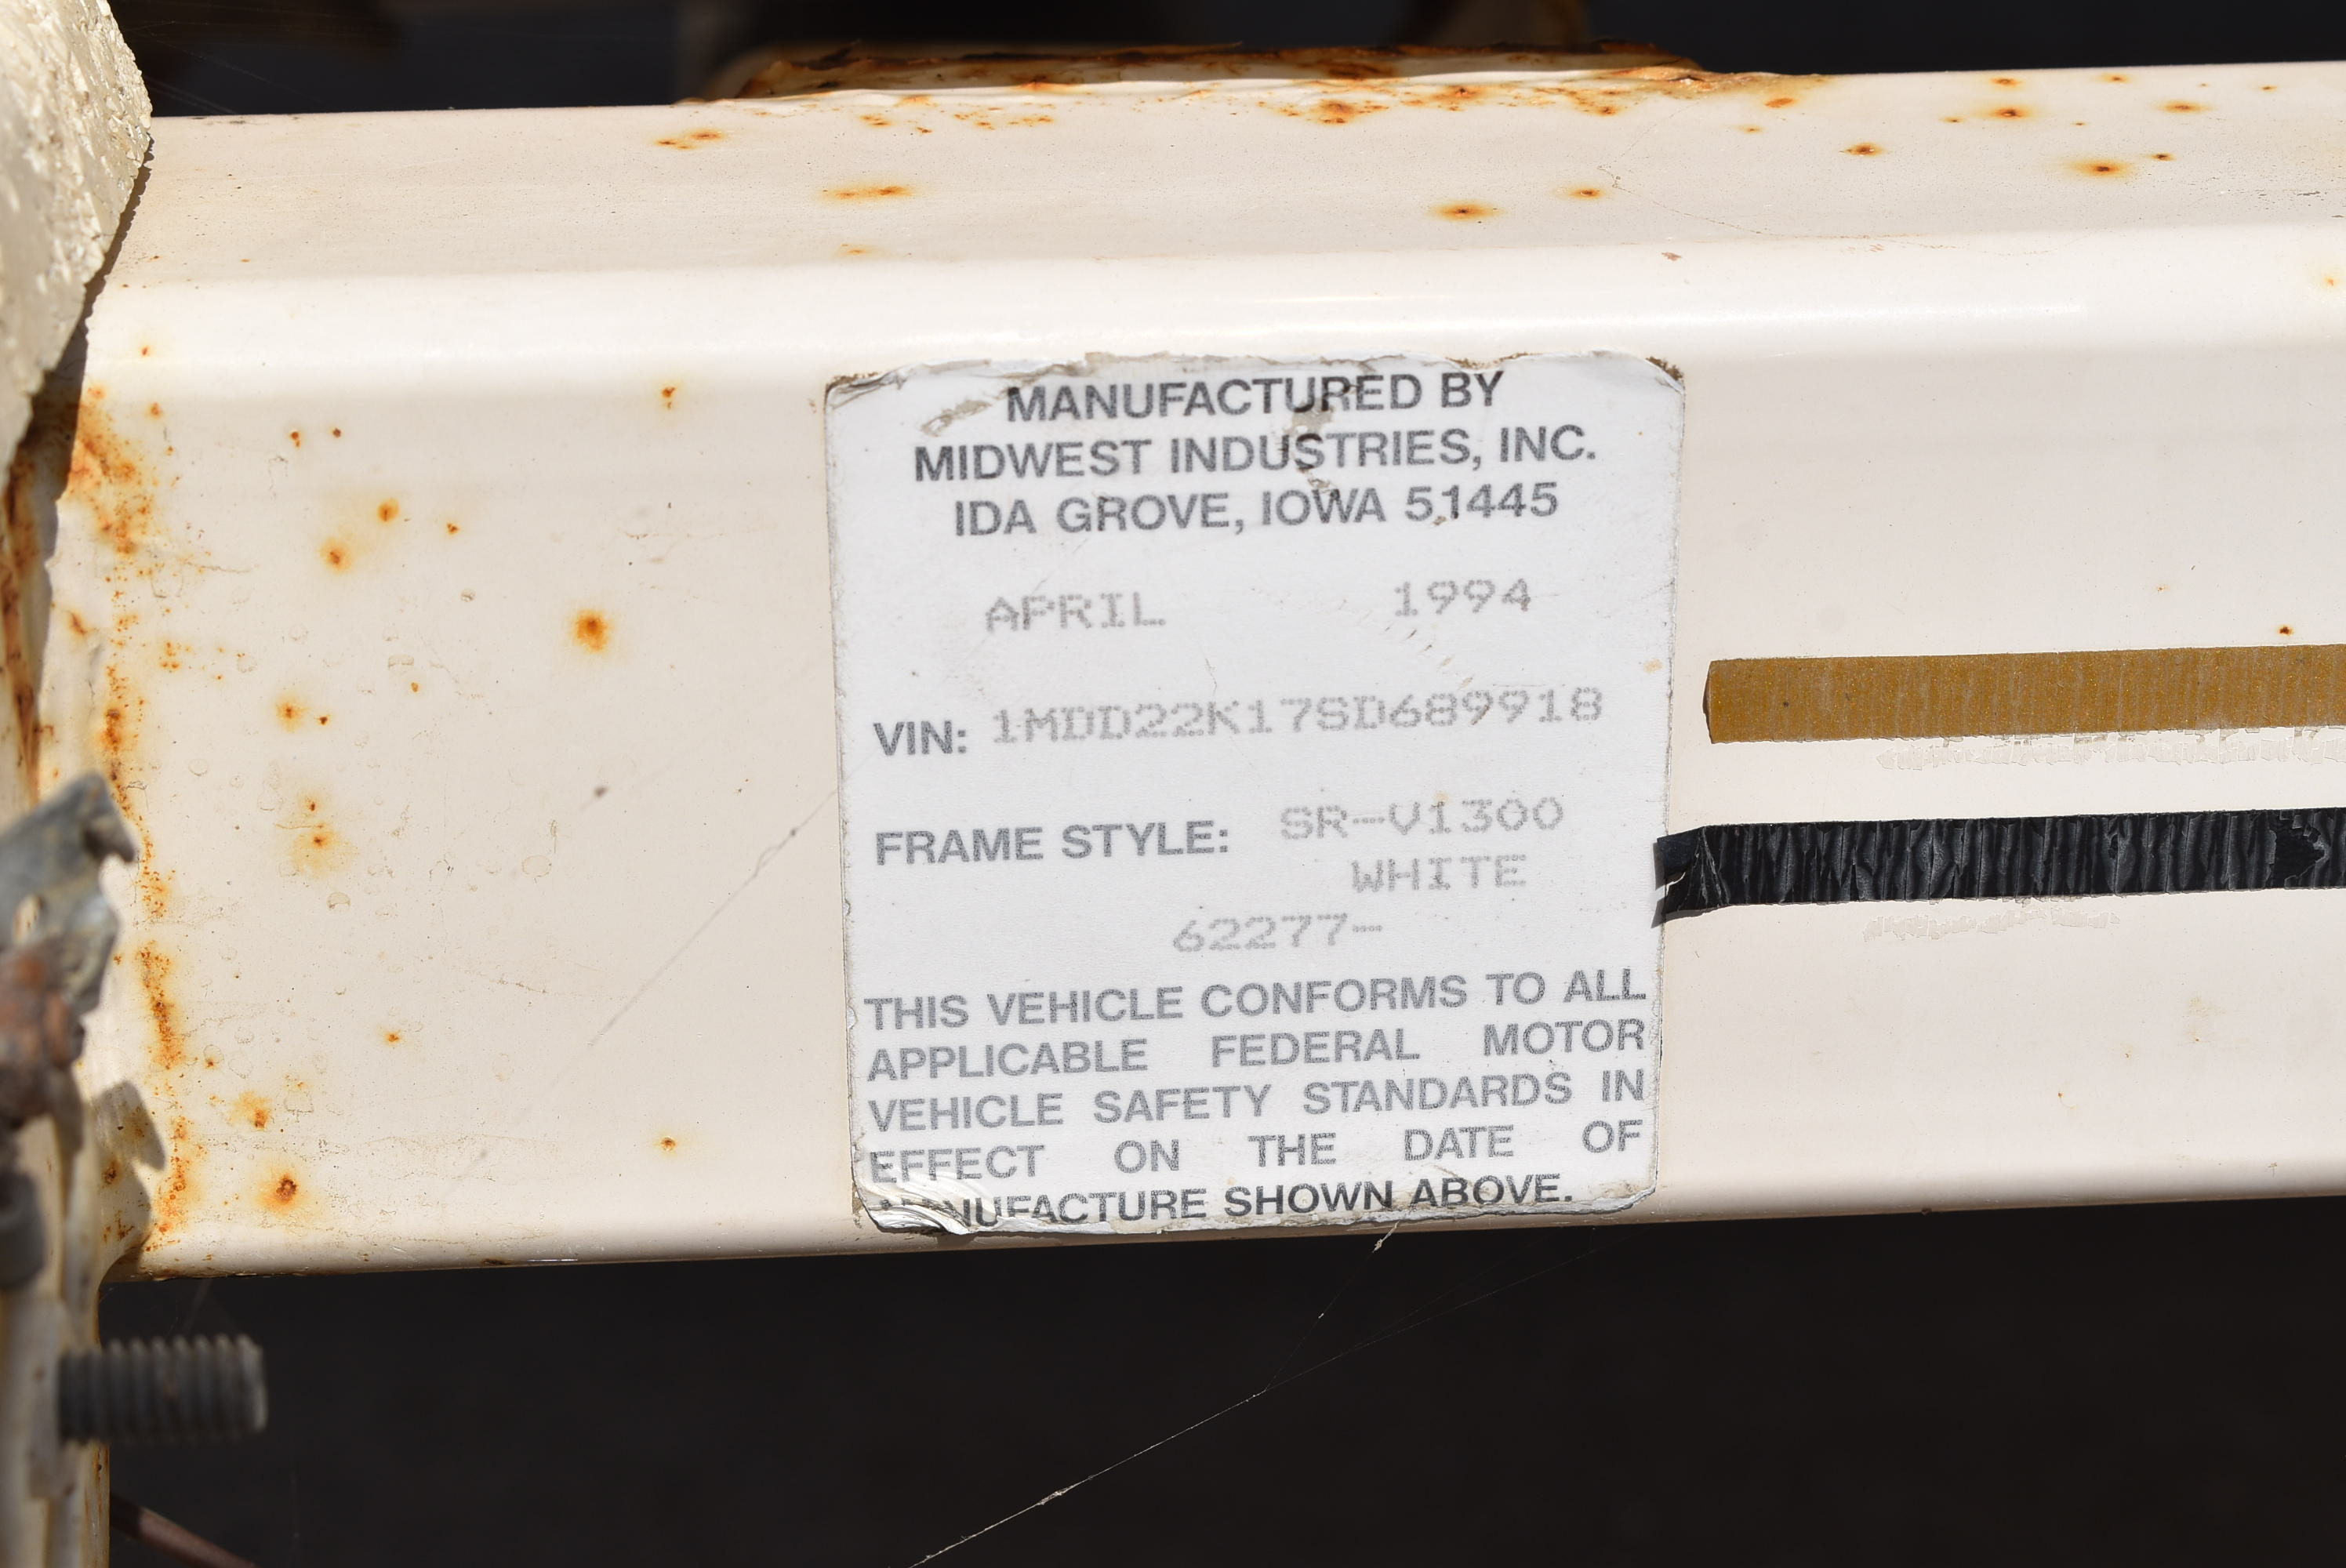 MANUFACTURED BY
MIDWEST INDUSTRIES, INC.
IDA GROVE, IOWA 51445
APRIL 1994
VIN: 1MDD22K17SD689918
FRAME STYLE: SR-V1300
WHITE
62277-
THIS VEHICLE CONFORMS TO ALL
APPLICABLE FEDERAL MOTOR
VEHICLE SAFETY STANDARDS IN
EFFECT ON THE DATE OF
MANUFACTURE SHOWN ABOVE.